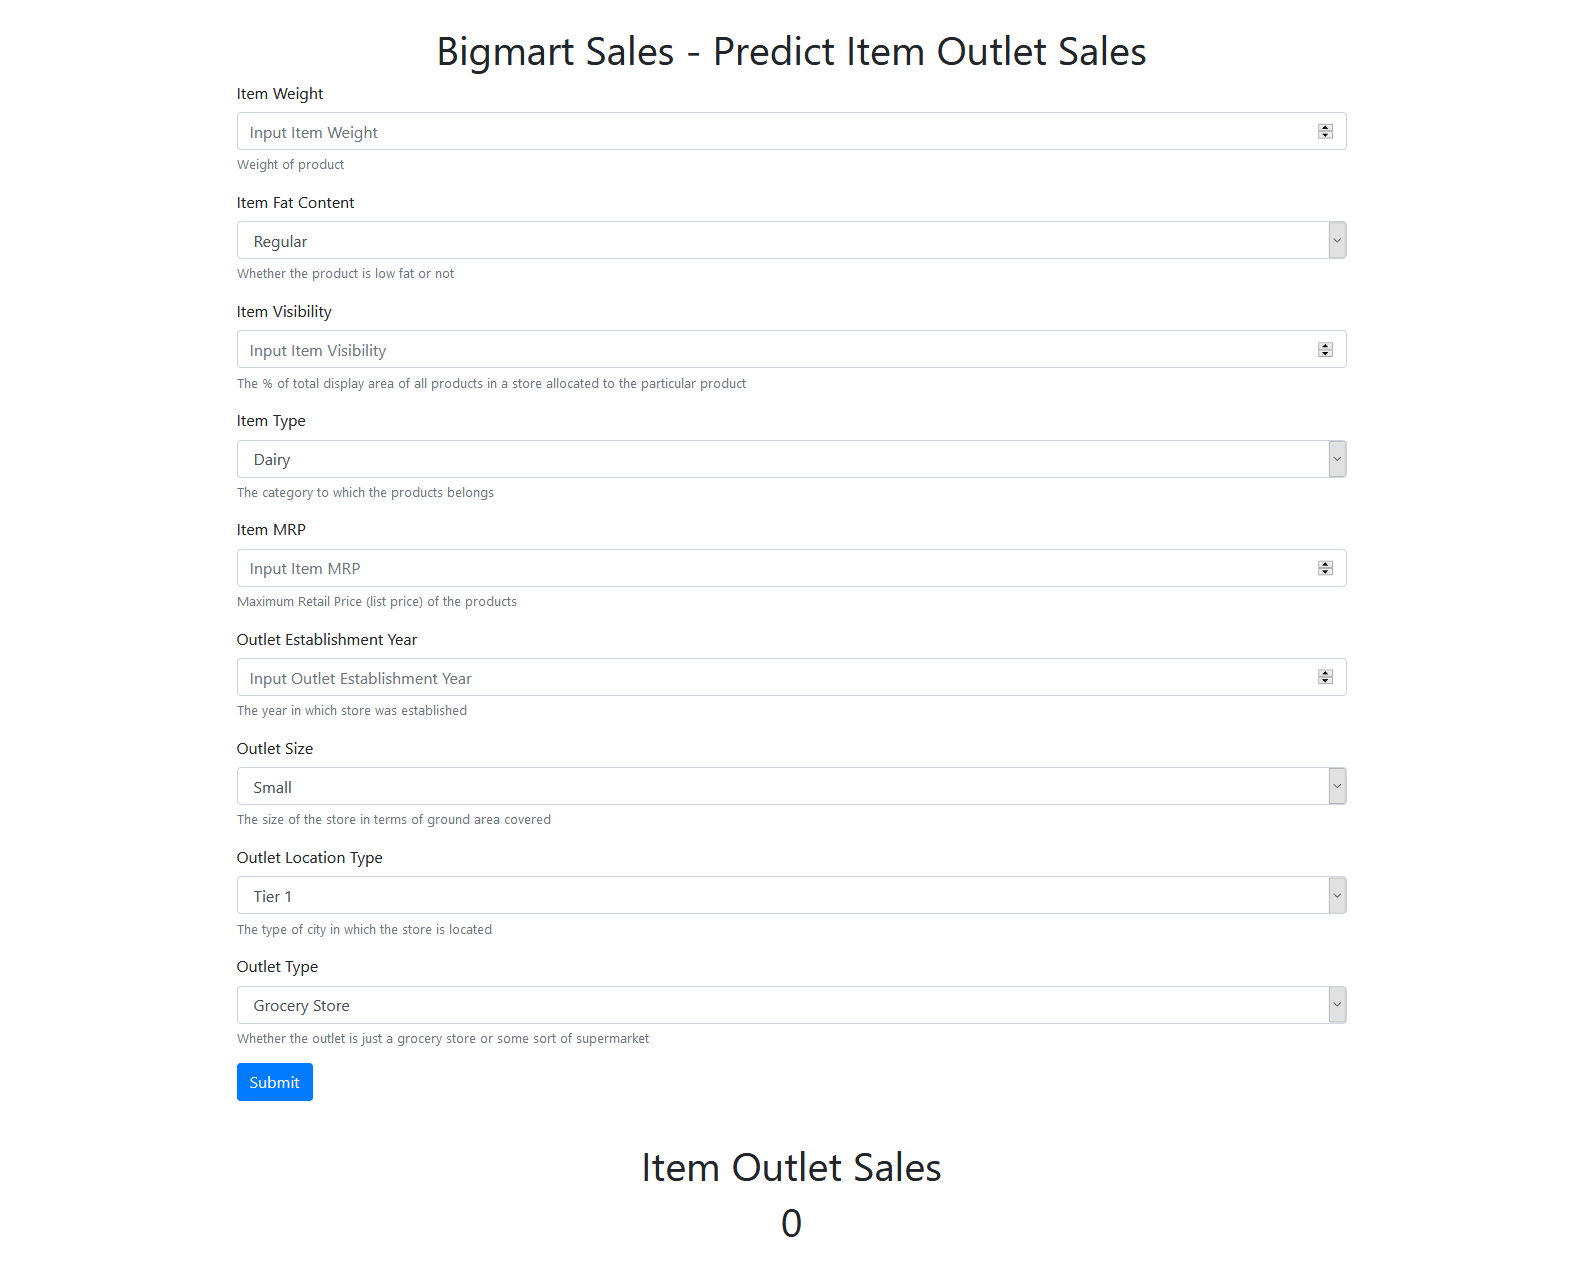 Bigmart Sales - Predict Item Outlet Sales
Item Weight
Input Item Weight
Weight of product
Item Fat Content
Regular
Whether the product is low fat or not
Item Visibility
Input Item Visibility
The % of total display area of all products in a store allocated to the particular product
Item Type
Dairy
The category to which the products belongs
Item MRP
Input Item MRP
Maximum Retail Price (list price) of the products
Outlet Establishment Year
Input Outlet Establishment Year
The year in which store was established
Outlet Size
Small
The size of the store in terms of ground area covered
Outlet Location Type
Tier 1
The type of city in which the store is located
Outlet Type
Grocery Store
Whether the outlet is just a grocery store or some sort of supermarket
Submit
Item Outlet Sales
0